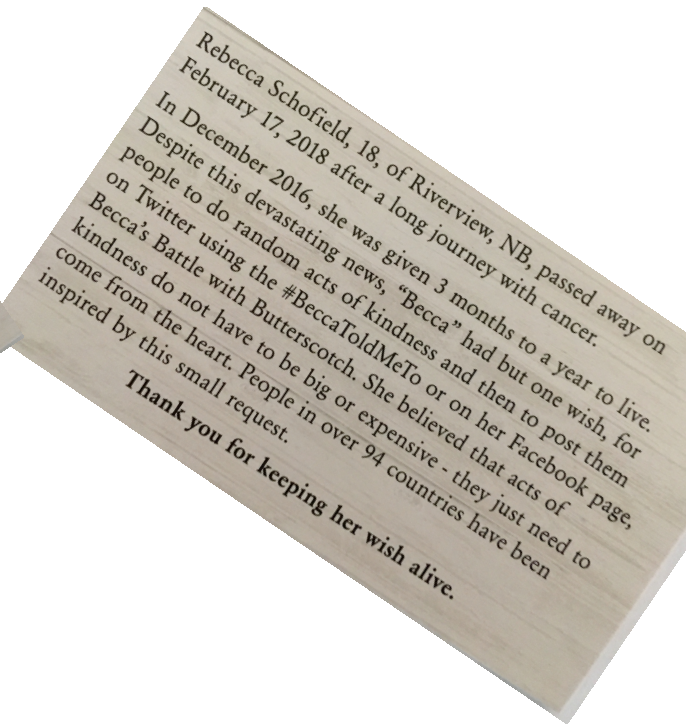 Rebecca Schofield, 18, of Riverview, NB, passed away on
February 17, 2018 after a long journey with cancer.
In December 2016, she was given 3 months to a year to live.
Despite this devastating news, “Becca” had but one wish, for
people to do random acts of kindness and then to post them
on Twitter using the #BeccaToldMeTo or on her Facebook page,
Becca’s Battle with Butterscotch. She believed that acts of
kindness do not have to be big or expensive - they just need to
come from the heart. People in over 94 countries have been
inspired by this small request.
Thank you for keeping her wish alive.